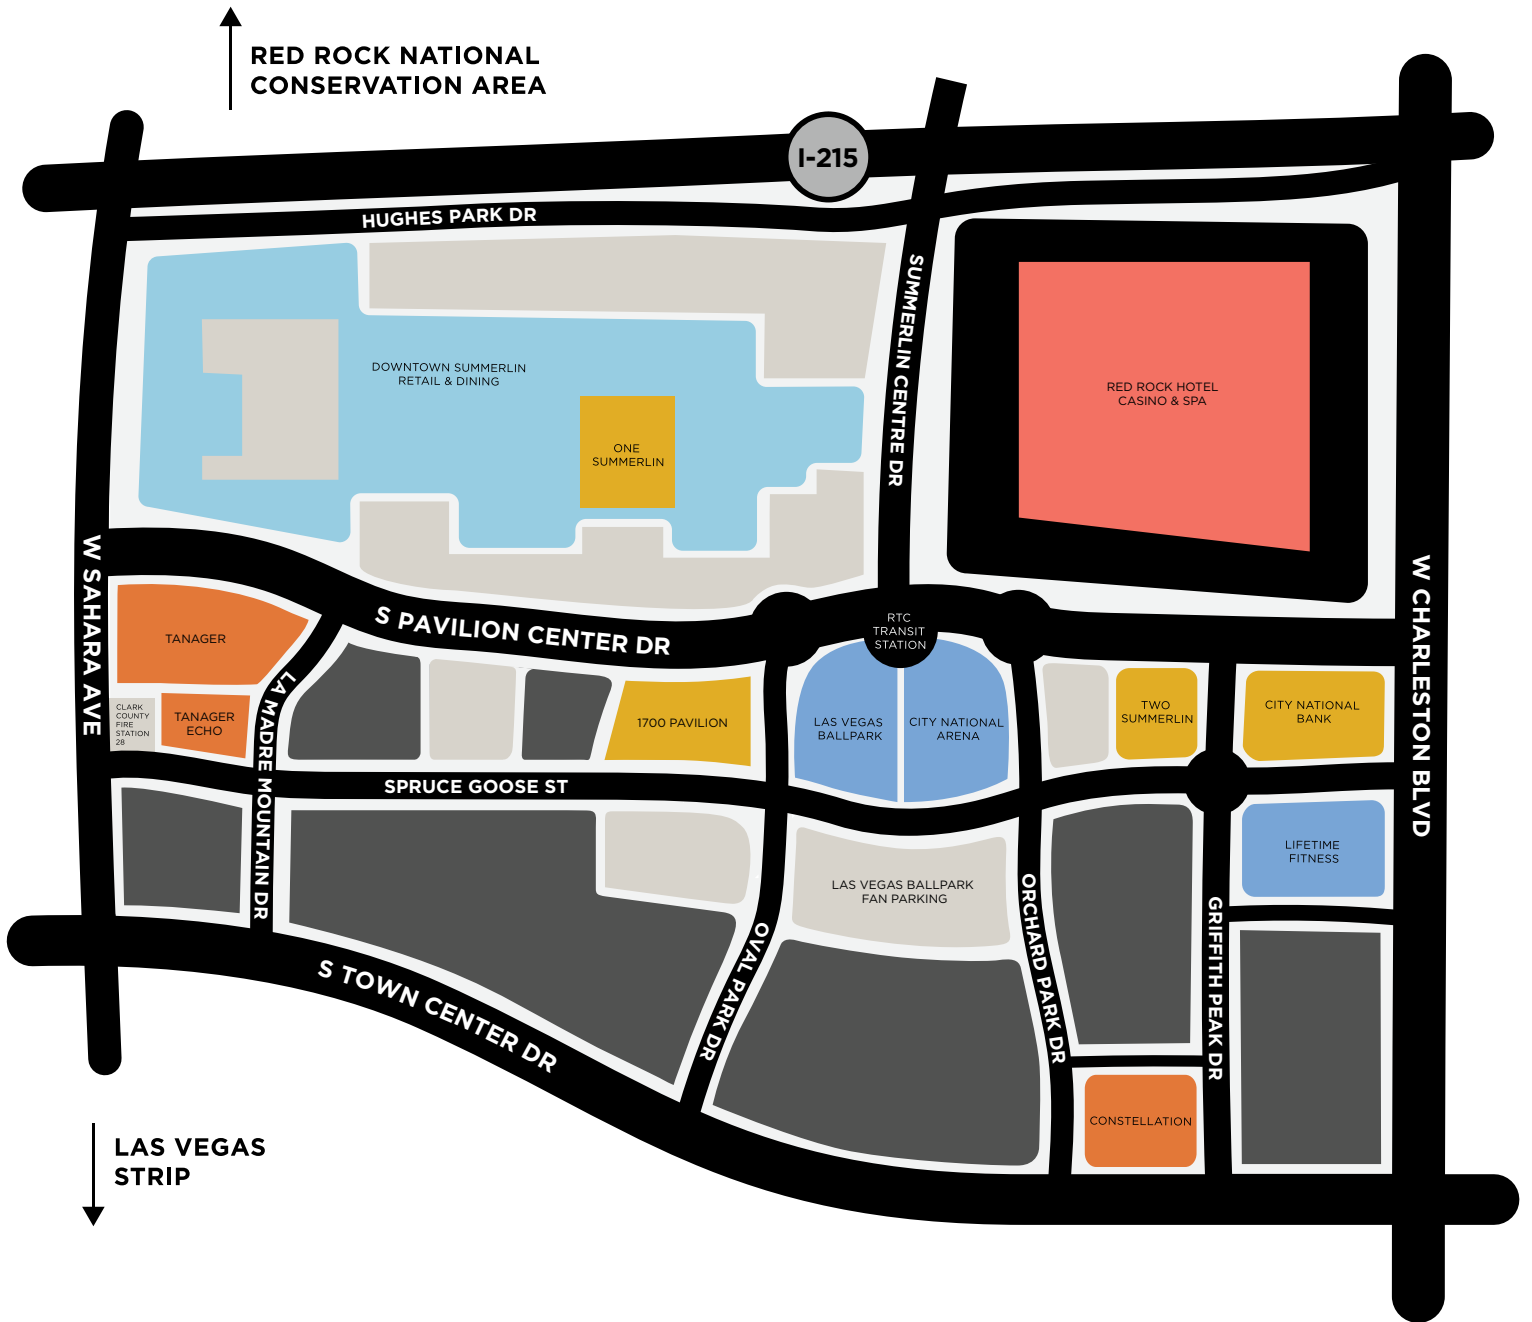 RED ROCK NATIONAL
CONSERVATION AREA
I-215
HUGHES PARK DR
SUMMERLIN CENTRE DR
DOWNTOWN SUMMERLIN
RETAIL & DINING
RED ROCK HOTEL
CASINO & SPA
ONE
SUMMERLIN
W SAHARA AVE
W CHARLESTON BLVD
S PAVILION CENTER DR
RTC
TRANSIT
STATION
TANAGER
LA MADRE MOUNTAIN DR
CLARK
COUNTY
FIRE
STATION
28
TANAGER
ECHO
1700 PAVILION
LAS VEGAS
BALLPARK
CITY NATIONAL
ARENA
TWO
SUMMERLIN
CITY NATIONAL
BANK
SPRUCE GOOSE ST
LIFETIME
FITNESS
LAS VEGAS BALLPARK
FAN PARKING
OVAL PARK DR
ORCHARD PARK DR
GRIFFITH PEAK DR
S TOWN CENTER DR
CONSTELLATION
LAS VEGAS
STRIP